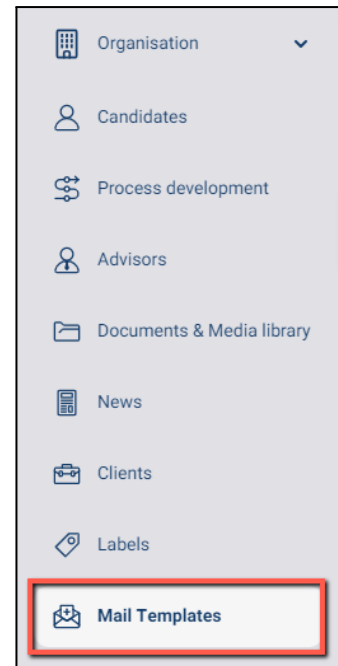 Organisation
Candidates
Process development
Advisors
Documents & Media library
News
Clients
Labels
Mail Templates